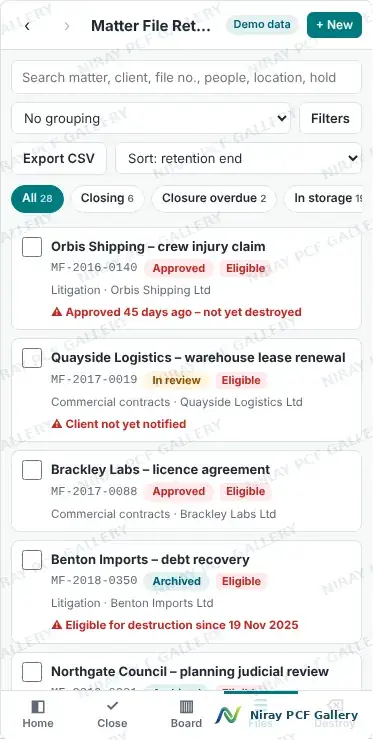 Matter File Ret...
Demo data
+ New
Search matter, client, file no., people, location, hold
No grouping
Filters
Export CSV
Sort: retention end
All 28
Closing 6
Closure overdue 2
In storage
Orbis Shipping – crew injury claim
MF-2016-0140 Approved Eligible
Litigation · Orbis Shipping Ltd
⚠ Approved 45 days ago – not yet destroyed
Quayside Logistics – warehouse lease renewal
MF-2017-0019 In review Eligible
Commercial contracts · Quayside Logistics Ltd
⚠ Client not yet notified
Brackley Labs – licence agreement
MF-2017-0088 Approved Eligible
Commercial contracts · Brackley Labs Ltd
Benton Imports – debt recovery
MF-2018-0350 Archived Eligible
Litigation · Benton Imports Ltd
⚠ Eligible for destruction since 19 Nov 2025
Northgate Council – planning judicial review
Home
Close
Board
Files
Destroy
Niray PCF Gallery
NIRAY PCF GALLERY